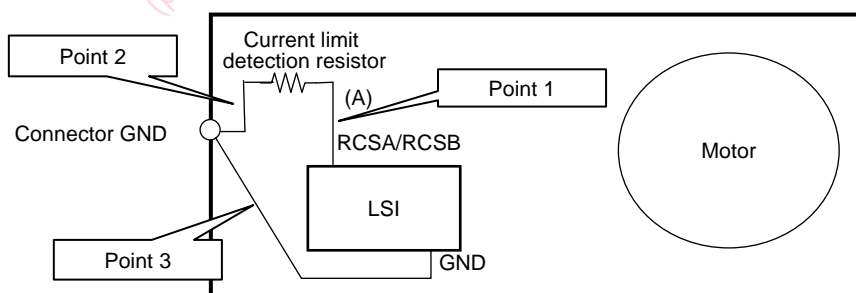 Current limit
detection resistor
Point 2
(A)
Point 1
Connector GND
RCSA/RCSB
Motor
LSI
Point 3
GND